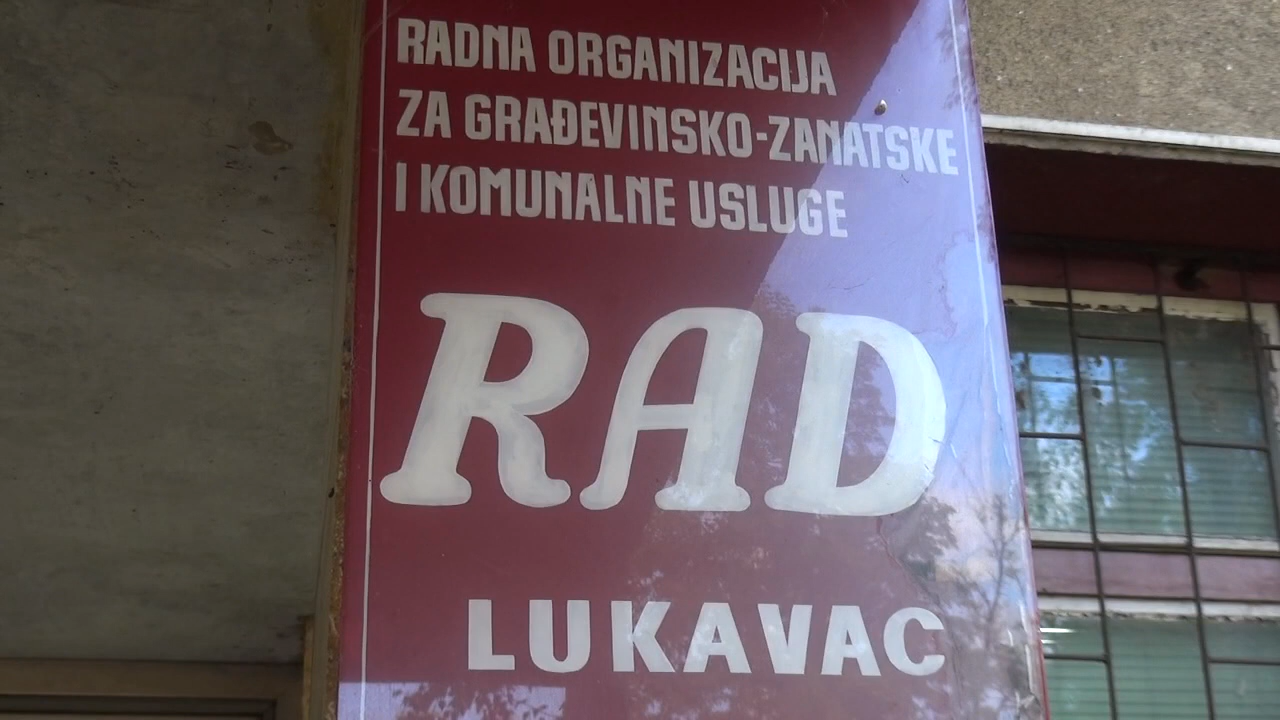 RADNA ORGANIZACIJA
ZA GRAĐEVINSKO-ZANATSKE
I KOMUNALNE USLUGE
RAD
LUKAVAC